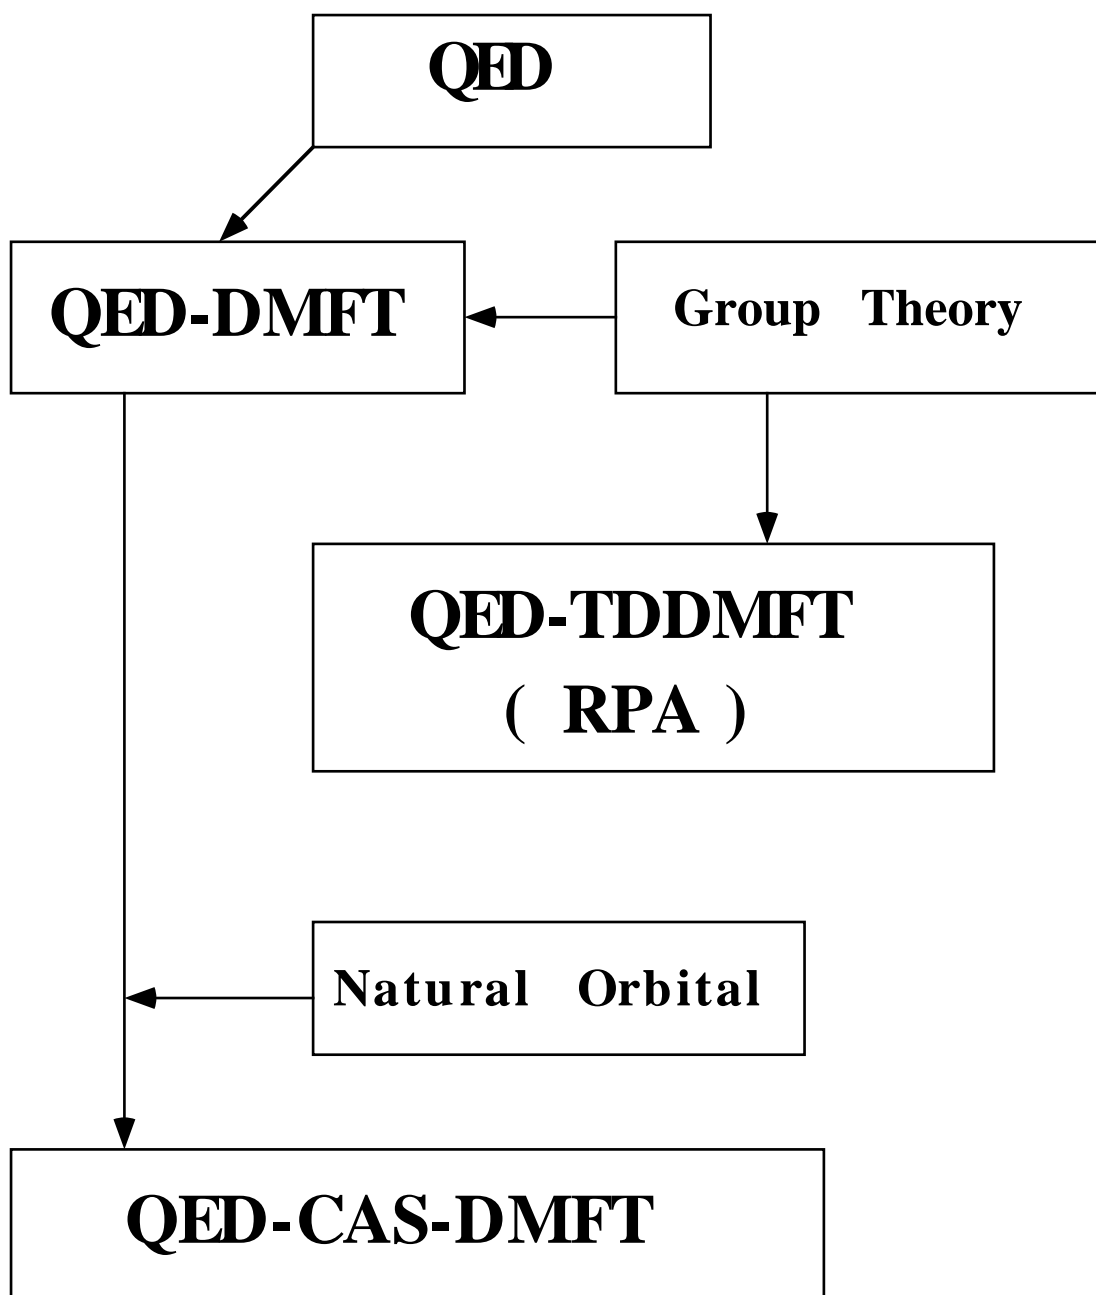 QED
QED-DMFT
Group Theory
QED-TDDMFT
( RPA )
Natural Orbital
QED-CAS-DMFT